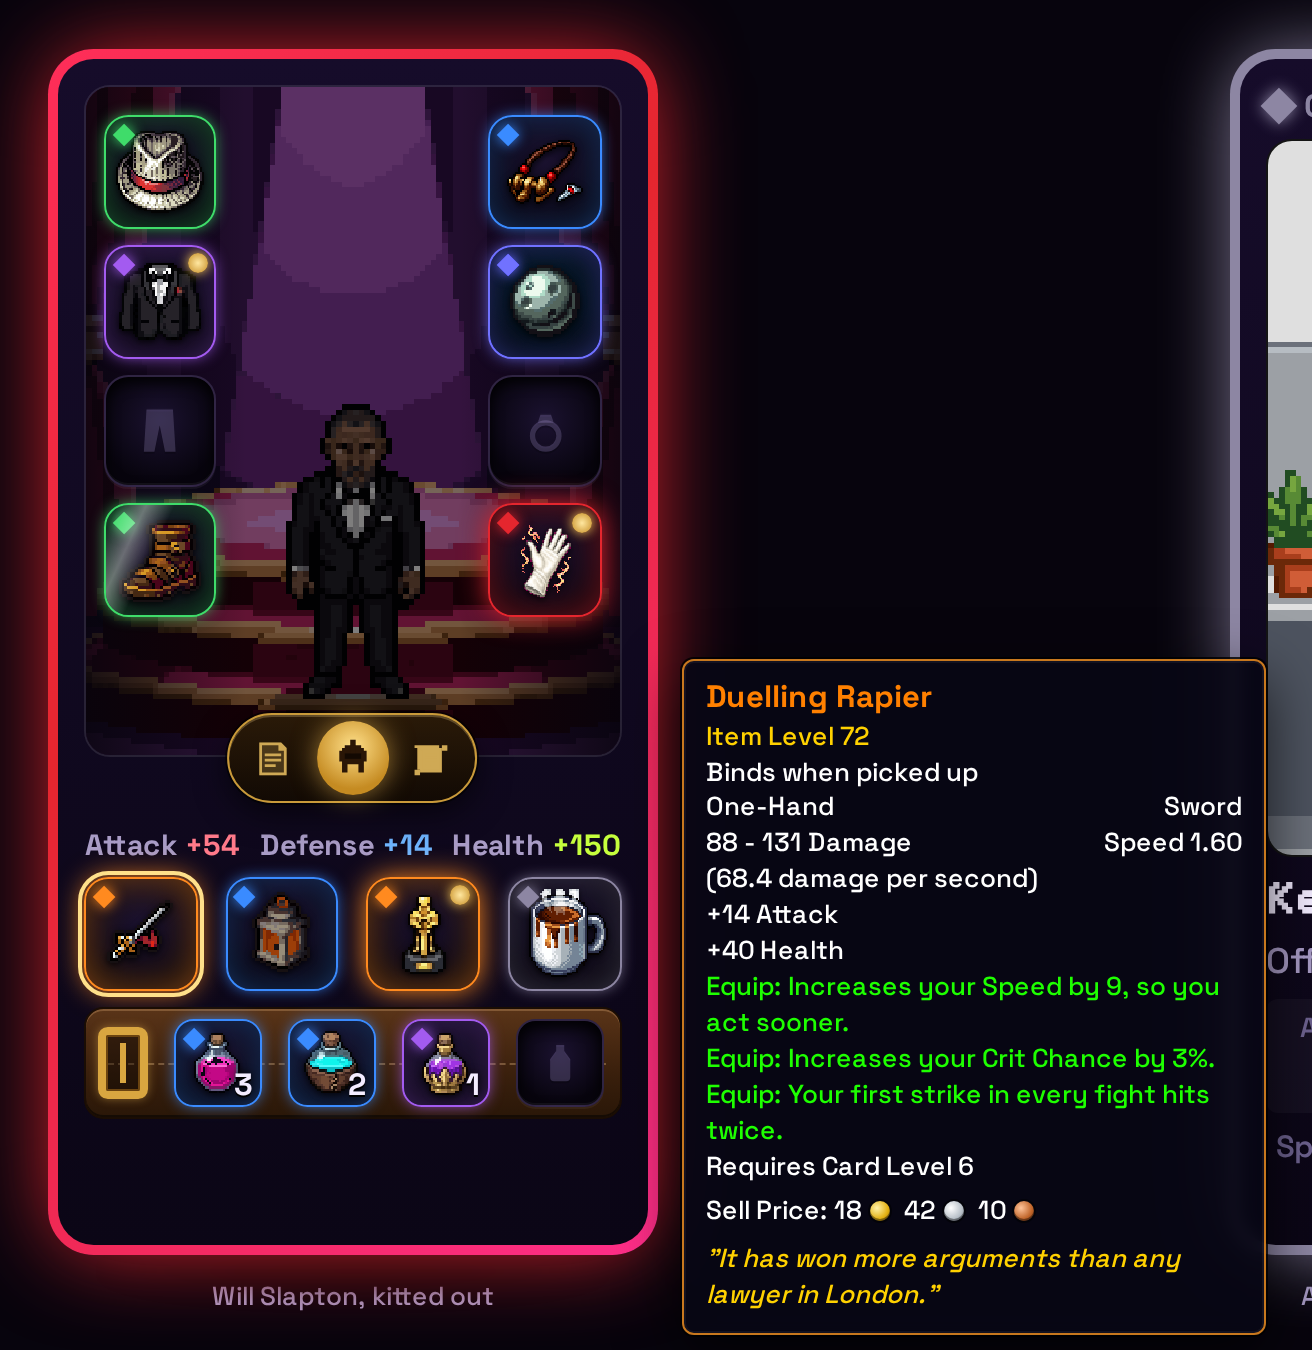 Attack +54 Defense +14 Health +150
3
2
1
Will Slapton, kitted out
Duelling Rapier
Item Level 72
Binds when picked up
One-Hand Sword
88 - 131 Damage Speed 1.60
(68.4 damage per second)
+14 Attack
+40 Health
Equip: Increases your Speed by 9, so you
act sooner.
Equip: Increases your Crit Chance by 3%.
Equip: Your first strike in every fight hits
twice.
Requires Card Level 6
Sell Price: 18 42 10
"It has won more arguments than any
lawyer in London."